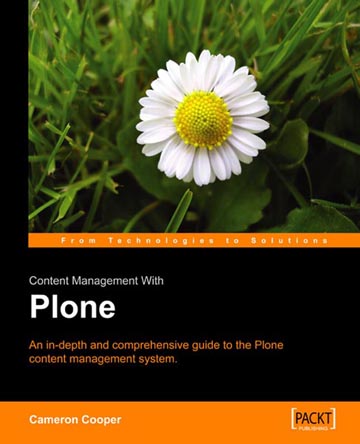 From Technologies to Solutions
Content Management With
Plone
An in-depth and comprehensive guide to the Plone
content management system.
Cameron Cooper
PACKT
PUBLISHING